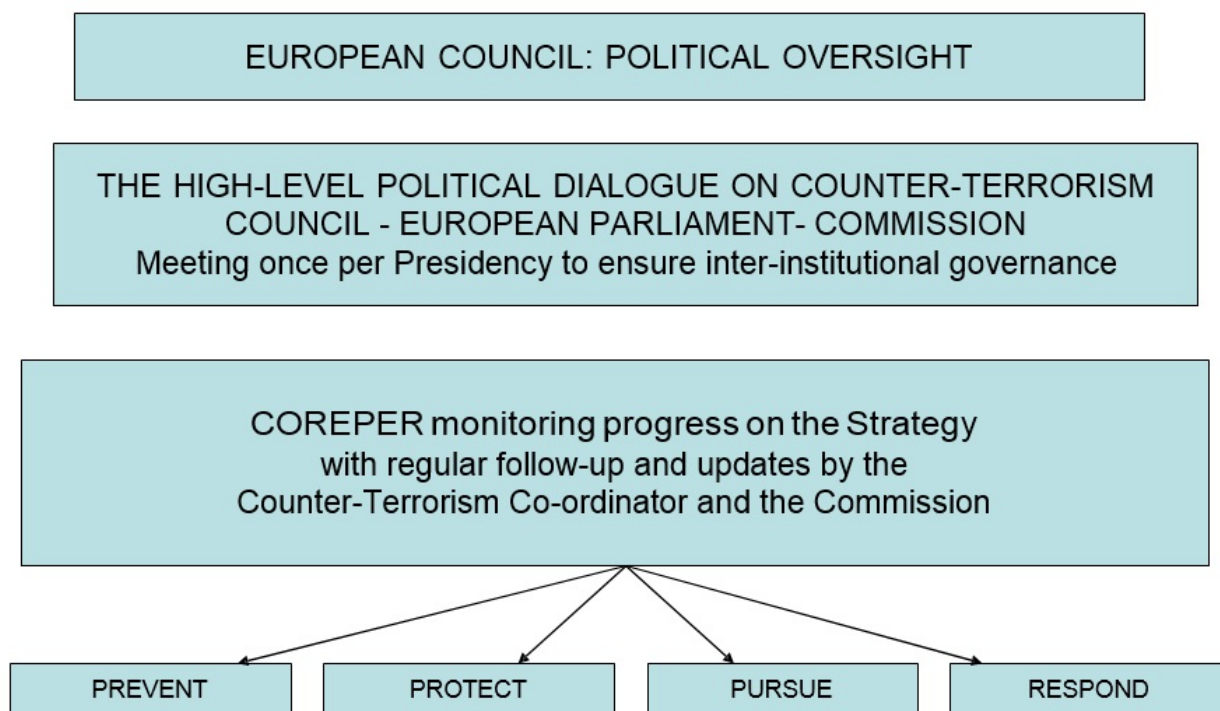 EUROPEAN COUNCIL: POLITICAL OVERSIGHT
THE HIGH-LEVEL POLITICAL DIALOGUE ON COUNTER-TERRORISM
COUNCIL - EUROPEAN PARLIAMENT- COMMISSION
Meeting once per Presidency to ensure inter-institutional governance
COREPER monitoring progress on the Strategy
with regular follow-up and updates by the
Counter-Terrorism Co-ordinator and the Commission
PREVENT
PROTECT
PURSUE
RESPOND